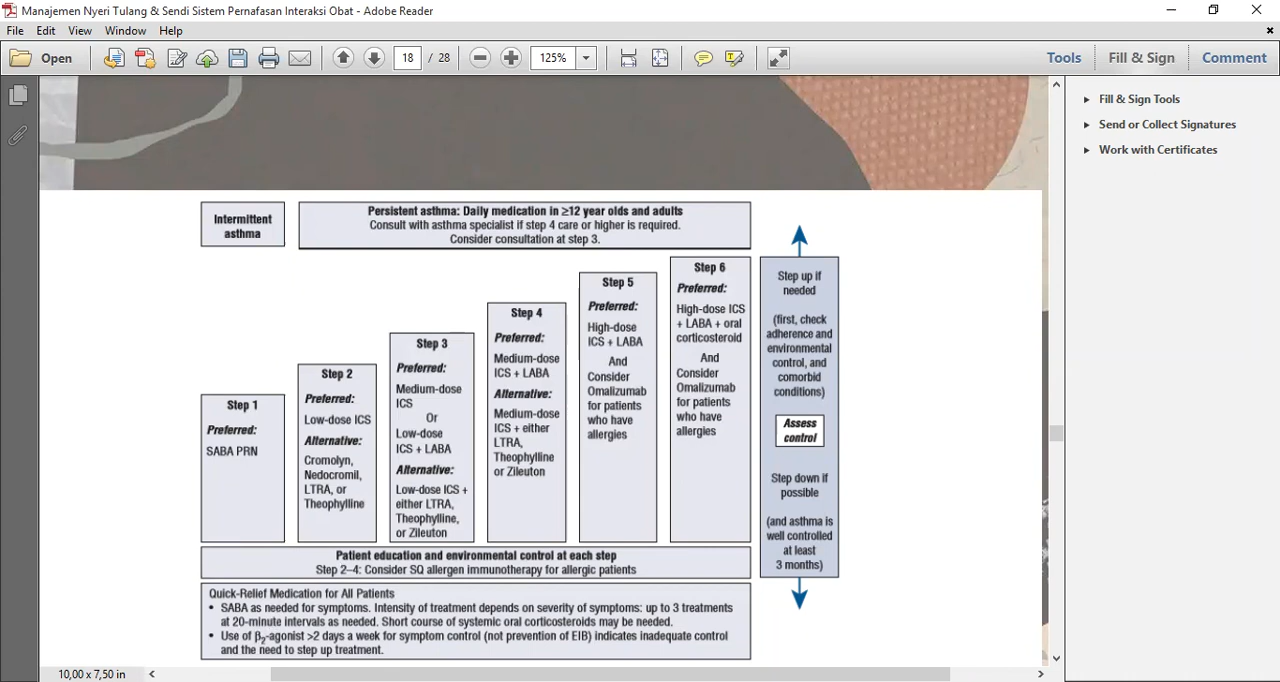 Manajemen Nyeri Tulang & Sendi Sistem Pernafasan Interaksi Obat - Adobe Reader
File Edit View Window Help
Open 18 / 28 125% Tools Fill & Sign Comment
Fill & Sign Tools
Send or Collect Signatures
Work with Certificates
Intermittent
asthma
Persistent asthma: Daily medication in ≥12 year olds and adults
Consult with asthma specialist if step 4 care or higher is required.
Consider consultation at step 3.
Step 1
Preferred:
SABA PRN
Step 2
Preferred:
Low-dose ICS
Alternative:
Cromolyn,
Nedocromil,
LTRA, or
Theophylline
Step 3
Preferred:
Medium-dose
ICS
Or
Low-dose
ICS + LABA
Alternative:
Low-dose ICS +
either LTRA,
Theophylline,
or Zileuton
Step 4
Preferred:
Medium-dose
ICS + LABA
Alternative:
Medium-dose
ICS + either
LTRA,
Theophylline
or Zileuton
Step 5
Preferred:
High-dose
ICS + LABA
And
Consider
Omalizumab
for patients
who have
allergies
Step 6
Preferred:
High-dose ICS
+ LABA + oral
corticosteroid
And
Consider
Omalizumab
for patients
who have
allergies
Step up if
needed
(first, check
adherence and
environmental
control, and
comorbid
conditions)
Assess
control
Step down if
possible
(and asthma is
well controlled
at least
3 months)
Patient education and environmental control at each step
Step 2–4: Consider SQ allergen immunotherapy for allergic patients
Quick-Relief Medication for All Patients
• SABA as needed for symptoms. Intensity of treatment depends on severity of symptoms: up to 3 treatments
at 20-minute intervals as needed. Short course of systemic oral corticosteroids may be needed.
• Use of β₂-agonist >2 days a week for symptom control (not prevention of EIB) indicates inadequate control
and the need to step up treatment.
10,00 x 7,50 in